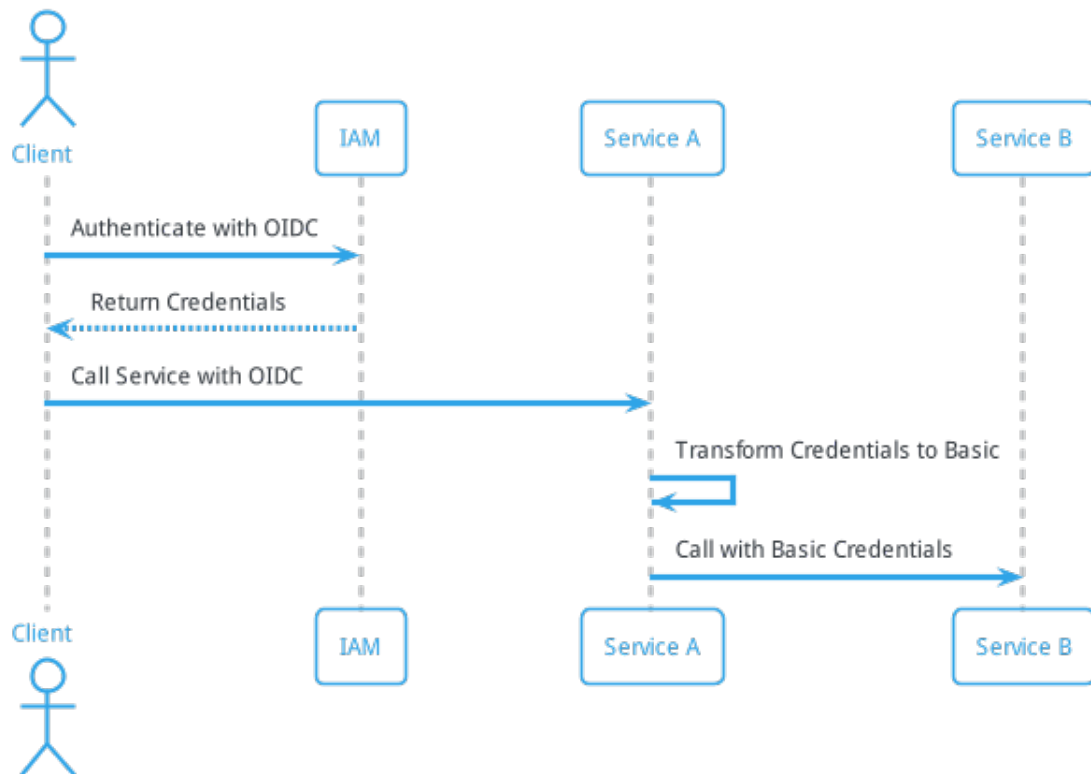 Client
IAM
Service A
Service B
Authenticate with OIDC
Return Credentials
Call Service with OIDC
Transform Credentials to Basic
Call with Basic Credentials
Client
IAM
Service A
Service B